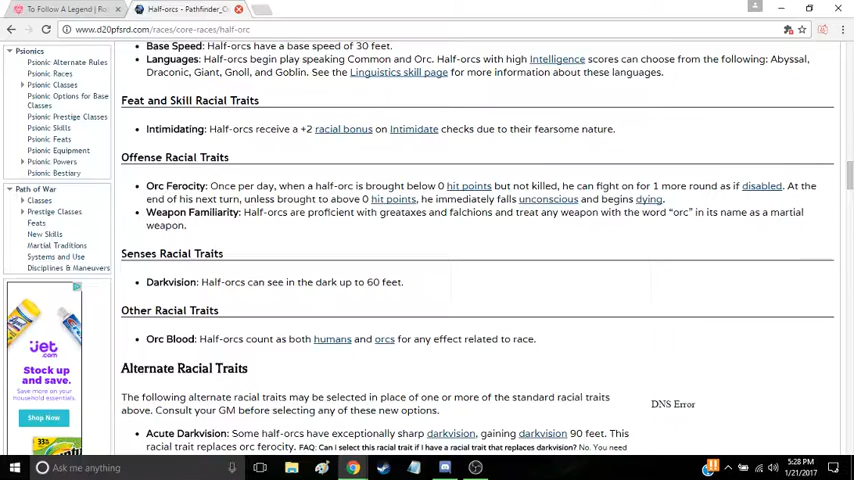 To Follow A Legend | Ro
Half-orcs - Pathfinder_O
www.d20pfsrd.com/races/core-races/half-orc
Psionics
Psionic Alternate Rules
Psionic Races
Psionic Classes
Psionic Options for Base
Classes
Psionic Prestige Classes
Psionic Skills
Psionic Feats
Psionic Equipment
Psionic Powers
Psionic Bestiary
Path of War
Classes
Prestige Classes
Feats
New Skills
Martial Traditions
Systems and Use
Disciplines & Maneuvers
jet
.com
Stock up
and save.
Save more on your
household essentials.
Shop Now
• Base Speed: Half-orcs have a base speed of 30 feet.
• Languages: Half-orcs begin play speaking Common and Orc. Half-orcs with high Intelligence scores can choose from the following: Abyssal,
Draconic, Giant, Gnoll, and Goblin. See the Linguistics skill page for more information about these languages.
Feat and Skill Racial Traits
• Intimidating: Half-orcs receive a +2 racial bonus on Intimidate checks due to their fearsome nature.
Offense Racial Traits
• Orc Ferocity: Once per day, when a half-orc is brought below 0 hit points but not killed, he can fight on for 1 more round as if disabled. At the
end of his next turn, unless brought to above 0 hit points, he immediately falls unconscious and begins dying.
• Weapon Familiarity: Half-orcs are proficient with greataxes and falchions and treat any weapon with the word “orc” in its name as a martial
weapon.
Senses Racial Traits
• Darkvision: Half-orcs can see in the dark up to 60 feet.
Other Racial Traits
• Orc Blood: Half-orcs count as both humans and orcs for any effect related to race.
Alternate Racial Traits
The following alternate racial traits may be selected in place of one or more of the standard racial traits
above. Consult your GM before selecting any of these new options.
DNS Error
• Acute Darkvision: Some half-orcs have exceptionally sharp darkvision, gaining darkvision 90 feet. This
racial trait replaces orc ferocity. FAQ: Can I select this racial trait if I have a racial trait that replaces darkvision? No. You need
Ask me anything
5:28 PM
1/21/2017